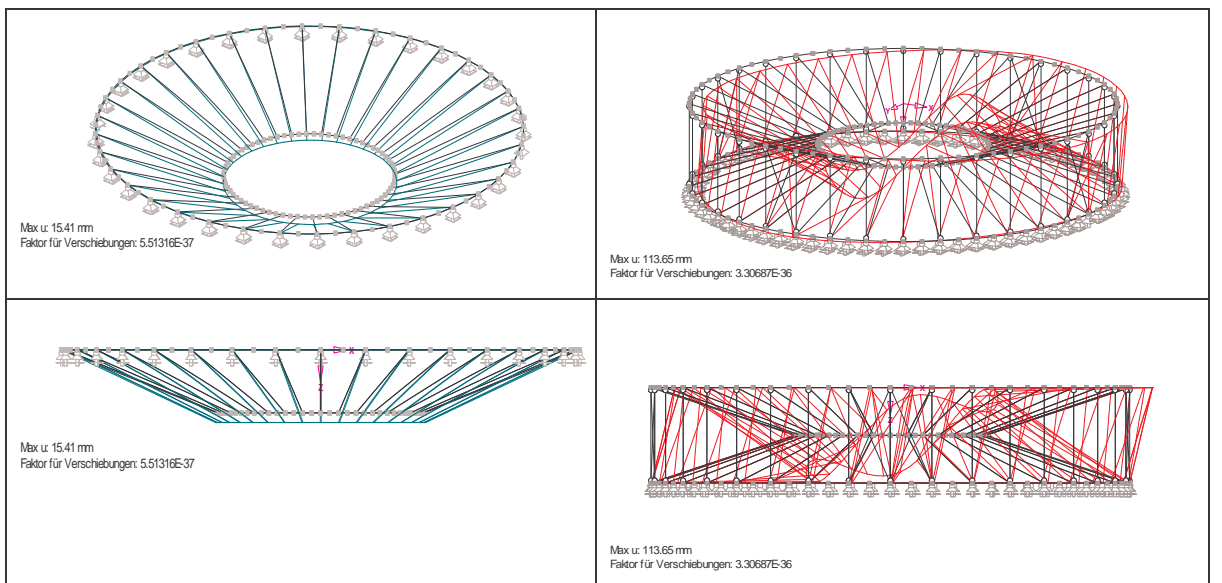 Max u: 15.41 mm
Faktor für Verschiebungen: 5.51316E-37
Y X
Z
Max u: 113.65 mm
Faktor für Verschiebungen: 3.30687E-36
X
Z
Max u: 15.41 mm
Faktor für Verschiebungen: 5.51316E-37
X
Z
Max u: 113.65 mm
Faktor für Verschiebungen: 3.30687E-36